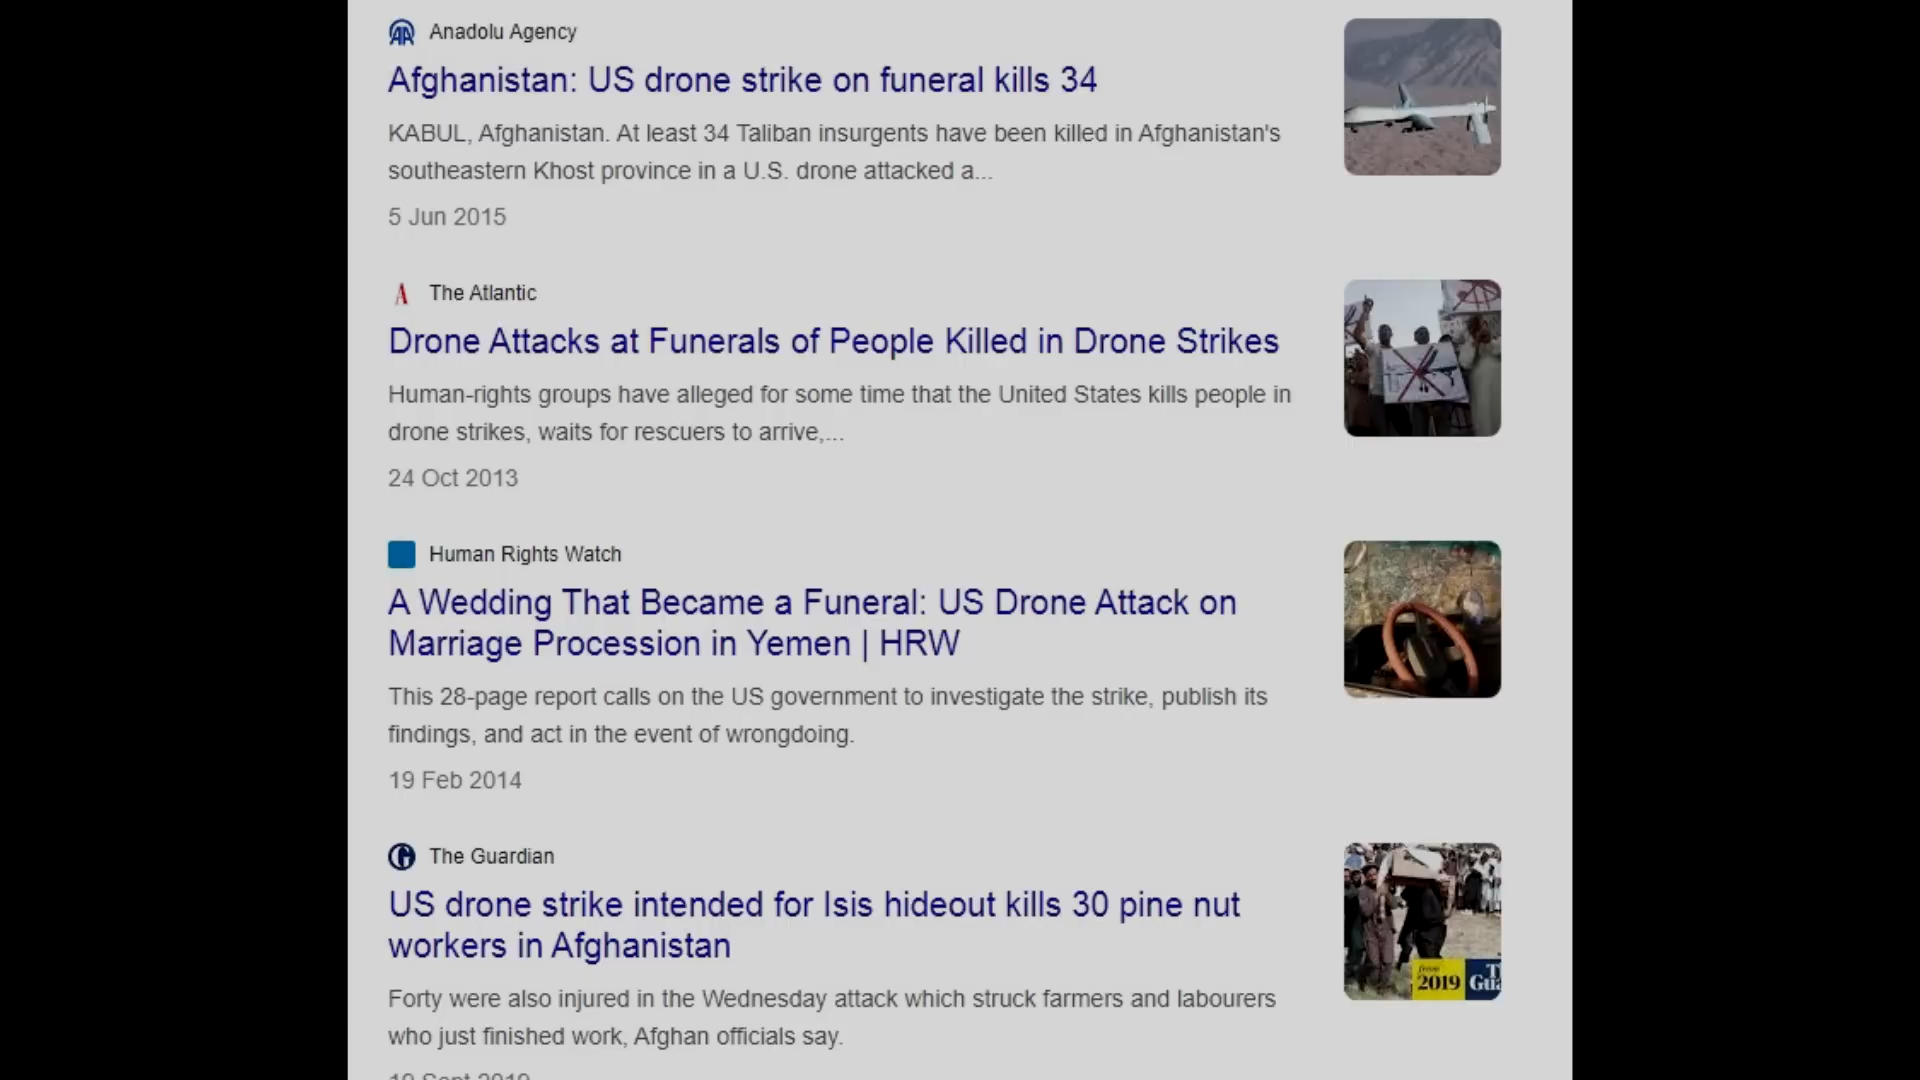 Anadolu Agency
Afghanistan: US drone strike on funeral kills 34
KABUL, Afghanistan. At least 34 Taliban insurgents have been killed in Afghanistan's
southeastern Khost province in a U.S. drone attacked a...
5 Jun 2015
The Atlantic
Drone Attacks at Funerals of People Killed in Drone Strikes
Human-rights groups have alleged for some time that the United States kills people in
drone strikes, waits for rescuers to arrive,...
24 Oct 2013
Human Rights Watch
A Wedding That Became a Funeral: US Drone Attack on
Marriage Procession in Yemen | HRW
This 28-page report calls on the US government to investigate the strike, publish its
findings, and act in the event of wrongdoing.
19 Feb 2014
The Guardian
US drone strike intended for Isis hideout kills 30 pine nut
workers in Afghanistan
from
2019
Forty were also injured in the Wednesday attack which struck farmers and labourers
who just finished work, Afghan officials say.